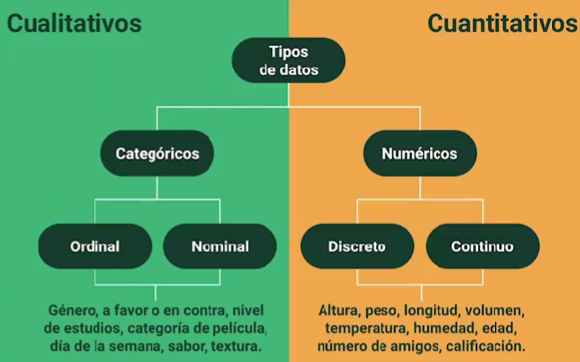 Cualitativos
Cuantitativos
Tipos
de datos
Categóricos
Numéricos
Ordinal
Nominal
Discreto
Continuo
Género, a favor o en contra, nivel
de estudios, categoría de película,
día de la semana, sabor, textura.
Altura, peso, longitud, volumen,
temperatura, humedad, edad,
número de amigos, calificación.